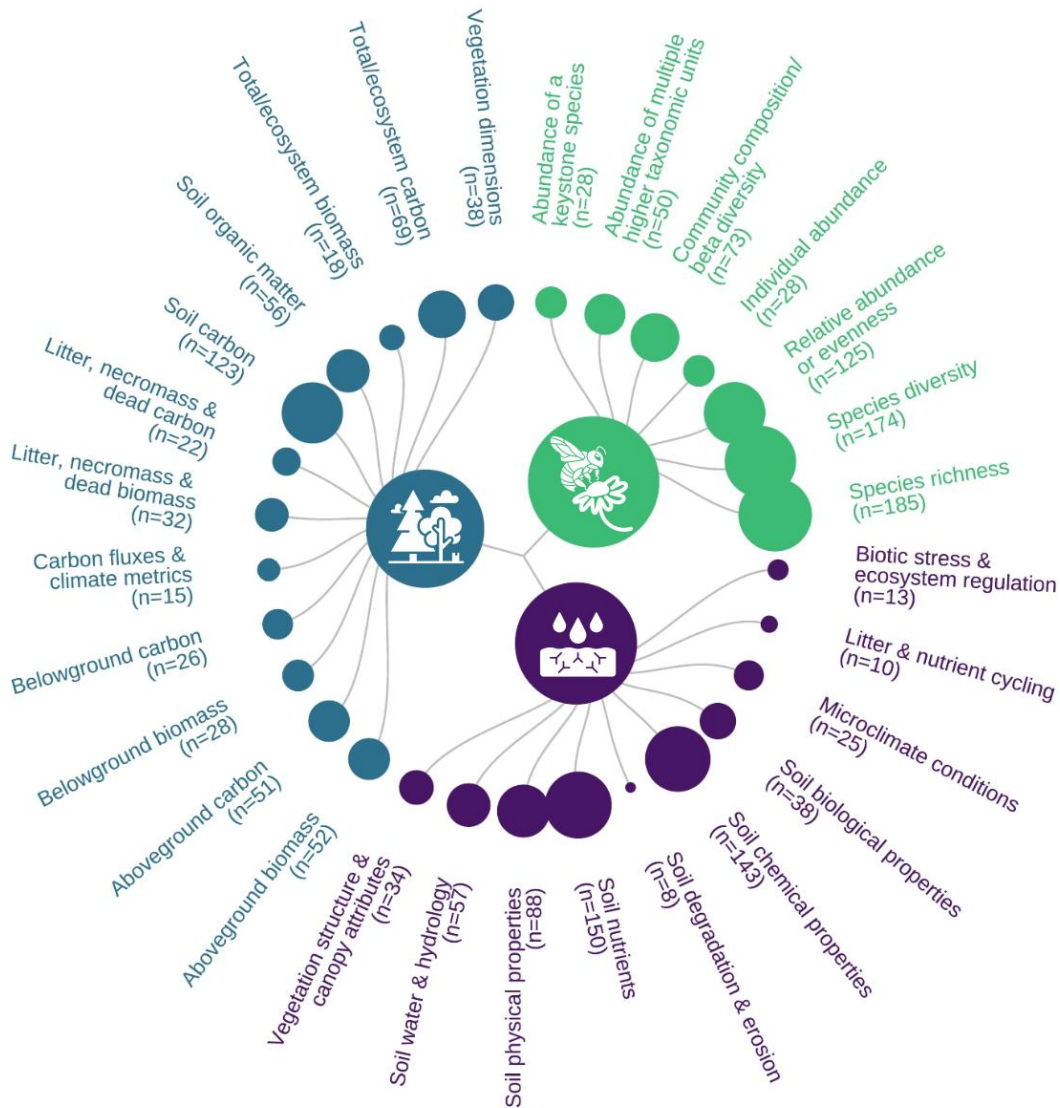 Vegetation dimensions
(n=38)
Total/ecosystem carbon
(n=69)
Total/ecosystem biomass
(n=18)
Soil organic matter
(n=56)
Soil carbon
(n=123)
Litter, necromass &
dead carbon
(n=22)
Litter, necromass &
dead biomass
(n=32)
Carbon fluxes &
climate metrics
(n=15)
Belowground carbon
(n=26)
Belowground biomass
(n=28)
Aboveground carbon
(n=51)
Aboveground biomass
(n=52)
Abundance of a
keystone species
(n=28)
Abundance of multiple
higher taxonomic units
(n=50)
Community composition/
beta diversity
(n=73)
Individual abundance
(n=28)
Relative abundance
or evenness
(n=125)
Species diversity
(n=174)
Species richness
(n=185)
Biotic stress &
ecosystem regulation
(n=13)
Litter & nutrient cycling
(n=10)
Microclimate conditions
(n=25)
Soil biological properties
(n=38)
Soil chemical properties
(n=143)
Soil degradation & erosion
(n=8)
Soil nutrients
(n=150)
Soil physical properties
(n=88)
Soil water & hydrology
(n=57)
Vegetation structure &
canopy attributes
(n=34)